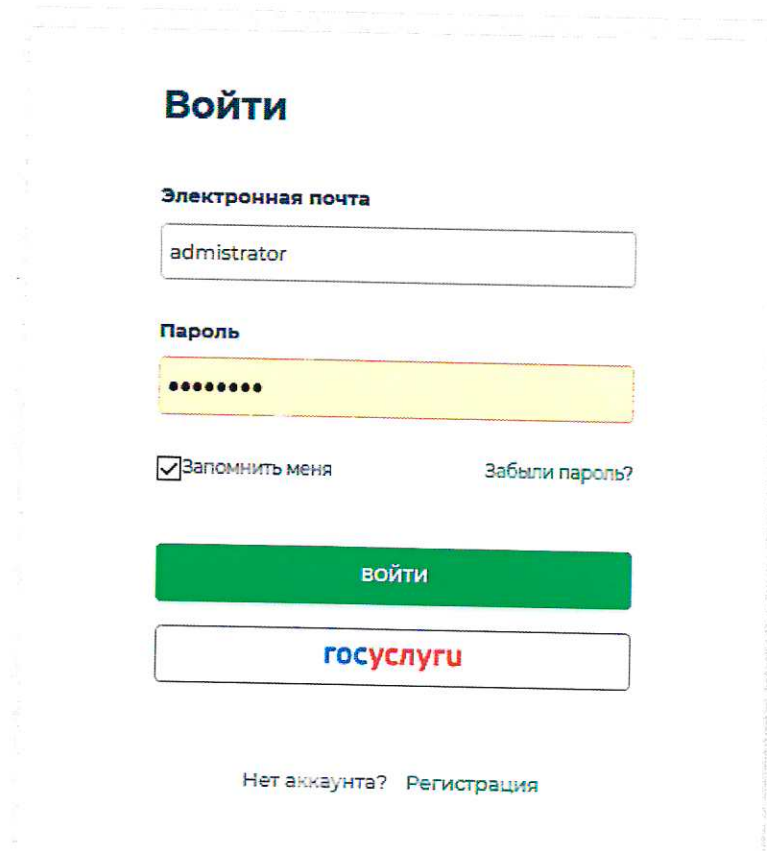 Войти
Электронная почта
admistrator
Пароль
••••••••
Запомнить меня Забыли пароль?
ВОЙТИ
госуслуги
Нет аккаунта? Регистрация